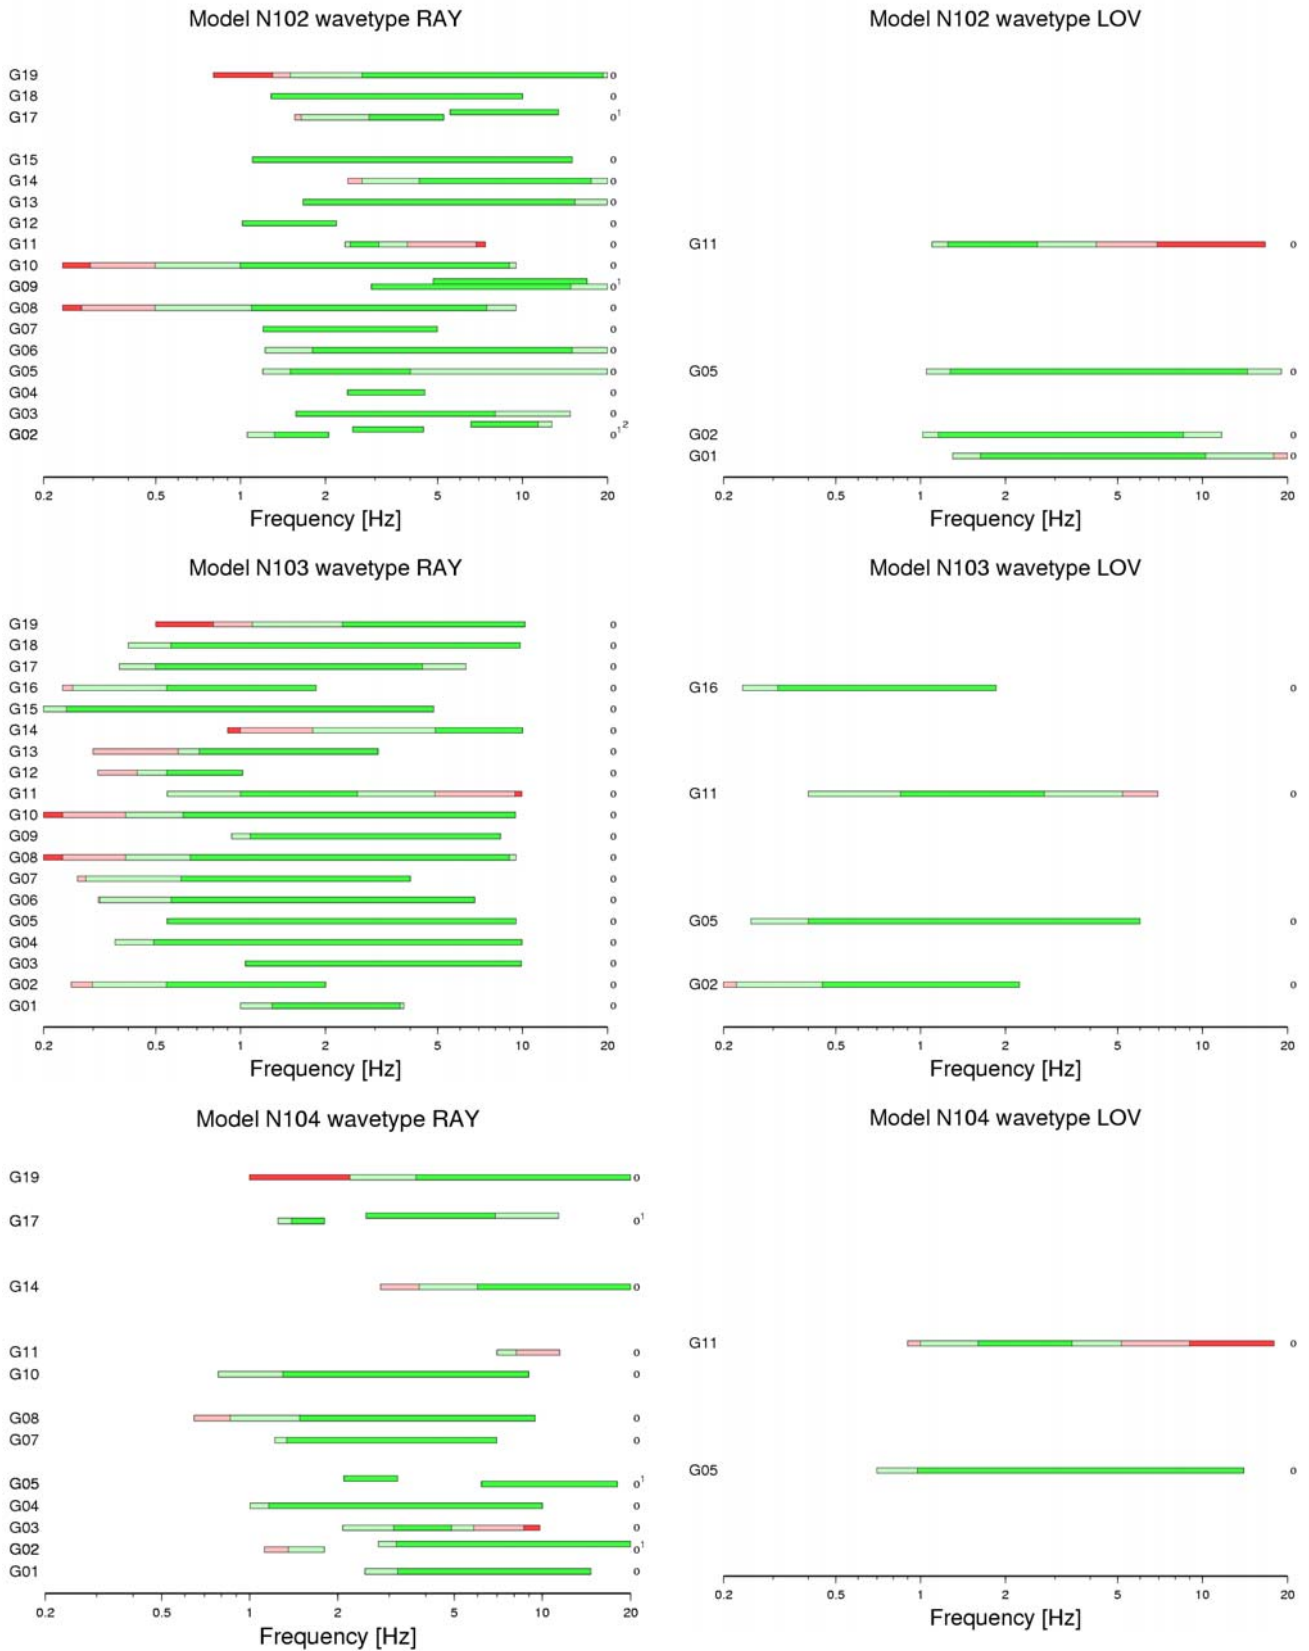 Model N102 wavetype RAY
G19 o
G18 o
G17 o1
G15 o
G14 o
G13 o
G12 o
G11 o
G10 o
G09 o1
G08 o
G07 o
G06 o
G05 o
G04 o
G03 o
G02 o12
0.2 0.5 1 2 5 10 20
Frequency [Hz]
Model N102 wavetype LOV
G11 o
G05 o
G02 o
G01 o
0.2 0.5 1 2 5 10 20
Frequency [Hz]
Model N103 wavetype RAY
G19 o
G18 o
G17 o
G16 o
G15 o
G14 o
G13 o
G12 o
G11 o
G10 o
G09 o
G08 o
G07 o
G06 o
G05 o
G04 o
G03 o
G02 o
G01 o
0.2 0.5 1 2 5 10 20
Frequency [Hz]
Model N103 wavetype LOV
G16 o
G11 o
G05 o
G02 o
0.2 0.5 1 2 5 10 20
Frequency [Hz]
Model N104 wavetype RAY
G19 o
G17 o1
G14 o
G11 o
G10 o
G08 o
G07 o
G05 o1
G04 o
G03 o
G02 o1
G01 o
0.2 0.5 1 2 5 10 20
Frequency [Hz]
Model N104 wavetype LOV
G11 o
G05 o
0.2 0.5 1 2 5 10 20
Frequency [Hz]